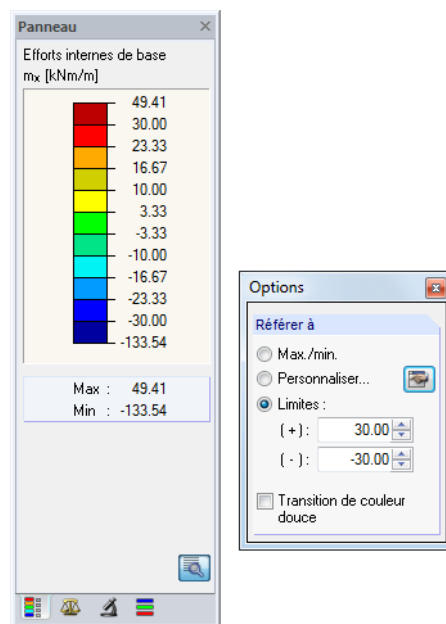 Panneau
Efforts internes de base
mx [kNm/m]
49.41
30.00
23.33
16.67
10.00
3.33
-3.33
-10.00
-16.67
-23.33
-30.00
-133.54
Max : 49.41
Min : -133.54
Options
Référer à
Max./min.
Personnaliser...
Limites :
(+): 30.00
(-): -30.00
Transition de couleur
douce